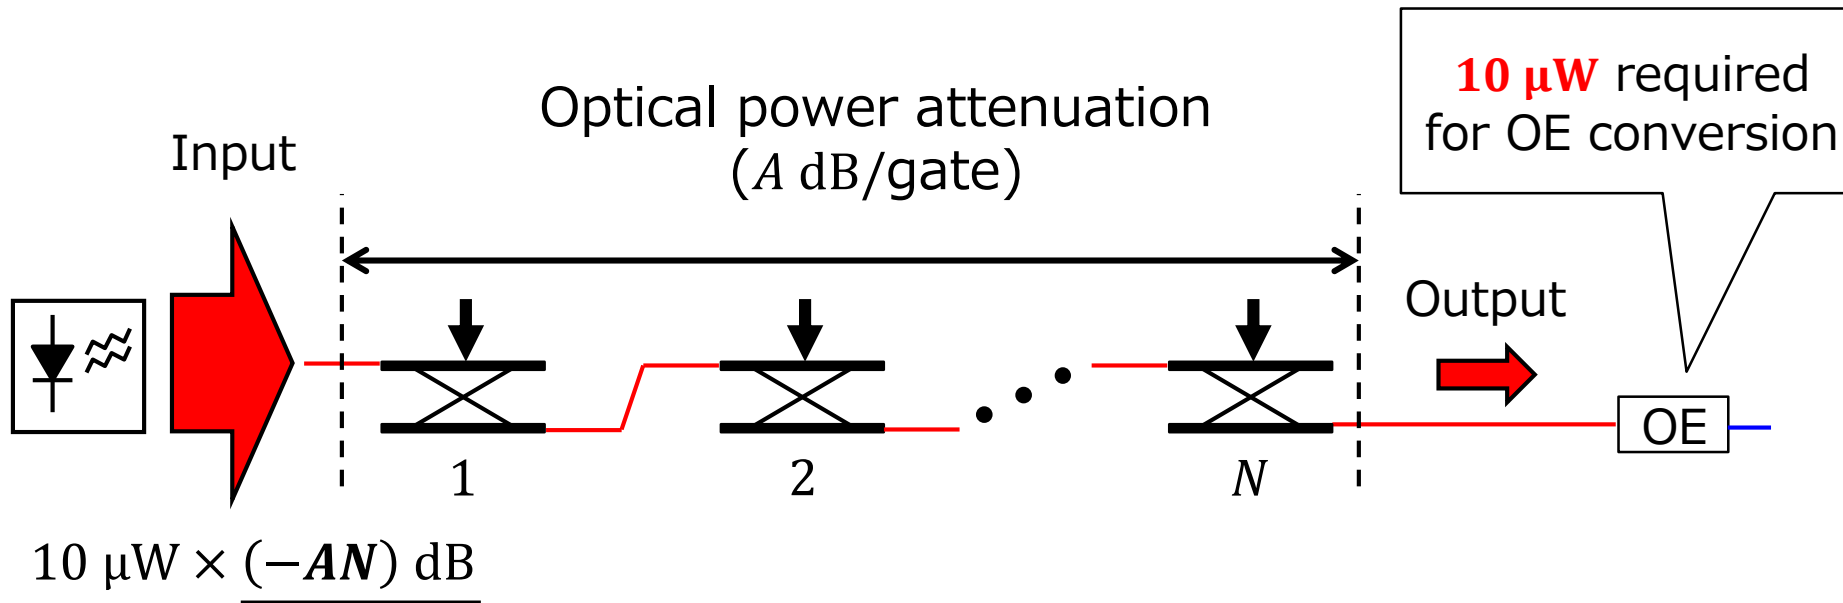 Input
Optical power attenuation
(A dB/gate)
10 μW required
for OE conversion
Output
OE
1
2
N
10 μW × (−AN) dB